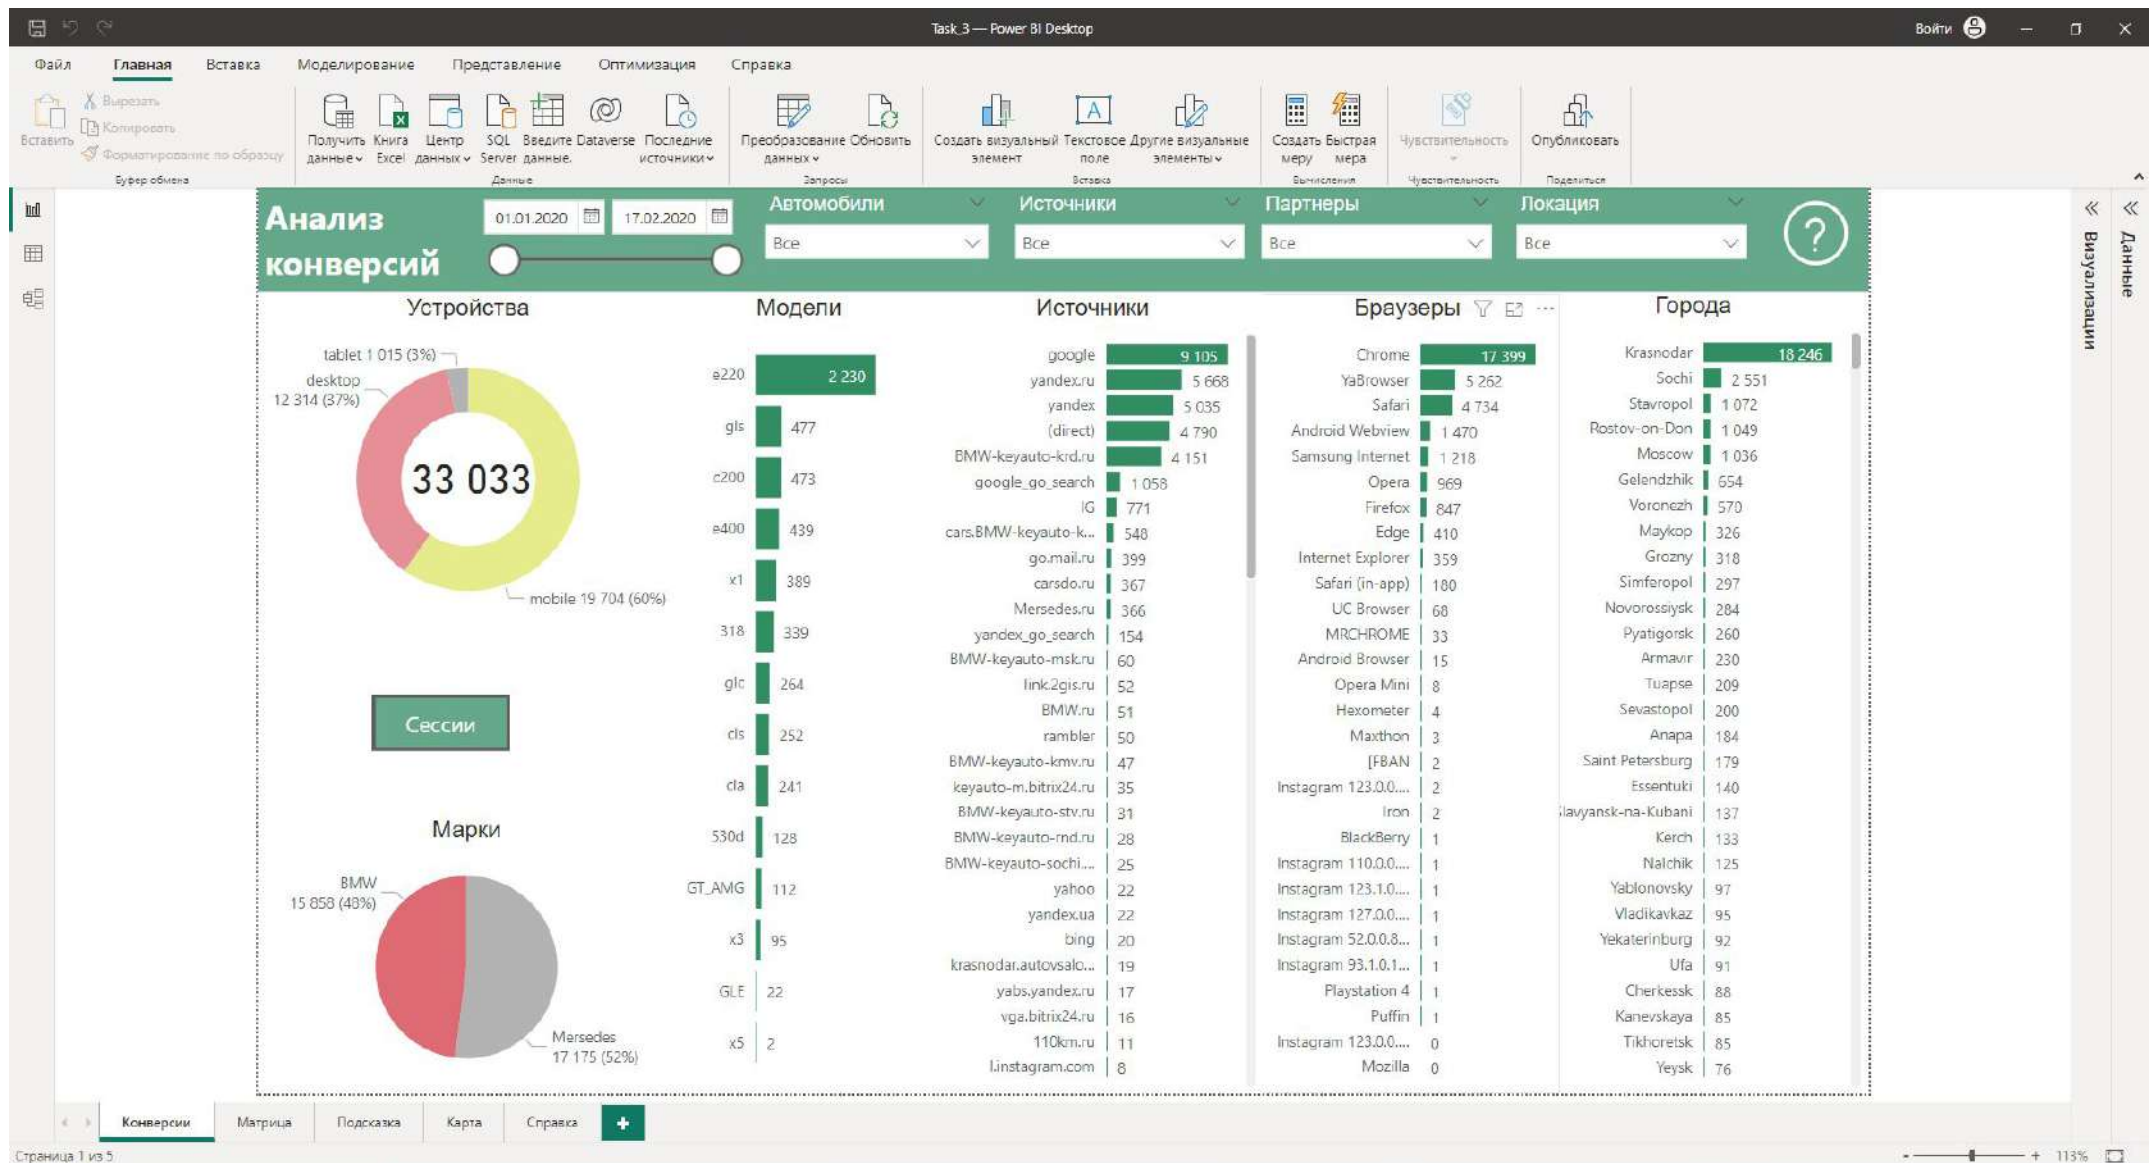 Task_3 — Power BI Desktop
Войти
Файл Главная Вставка Моделирование Представление Оптимизация Справка
Вставить
Вырезать
Копировать
Форматирование по образцу
Буфер обмена
Получить данные
Книга Excel
Центр данных
SQL Server
Введите данные.
Dataverse
Последние источники
Данные
Преобразование данных
Обновить
Запросы
Создать визуальный элемент
Текстовое поле
Другие визуальные элементы
Вставка
Создать меру
Быстрая мера
Вычисления
Чувствительность
Чувствительность
Опубликовать
Поделиться
Анализ
конверсий
01.01.2020 17.02.2020
Автомобили
Все
Источники
Все
Партнеры
Все
Локация
Все
?
Визуализации
Данные
Устройства
tablet 1 015 (3%)
desktop
12 314 (37%)
33 033
mobile 19 704 (60%)
Сессии
Марки
BMW
15 858 (48%)
Mersedes
17 175 (52%)
Модели
e220 2 230
gls 477
c200 473
e400 439
x1 389
318 339
glc 264
cls 252
cla 241
530d 128
GT_AMG 112
x3 95
GLE 22
x5 2
Источники
google 9 105
yandex.ru 5 668
yandex 5 035
(direct) 4 790
BMW-keyauto-krd.ru 4 151
google_go_search 1 058
IG 771
cars.BMW-keyauto-k... 548
go.mail.ru 399
carsdo.ru 367
Mersedes.ru 366
yandex_go_search 154
BMW-keyauto-msk.ru 60
link.2gis.ru 52
BMW.ru 51
rambler 50
BMW-keyauto-kmv.ru 47
keyauto-m.bitrix24.ru 35
BMW-keyauto-stv.ru 31
BMW-keyauto-rnd.ru 28
BMW-keyauto-sochi.... 25
yahoo 22
yandex.ua 22
bing 20
krasnodar.autovsalo... 19
yabs.yandex.ru 17
vga.bitrix24.ru 16
110km.ru 11
l.instagram.com 8
Браузеры
Chrome 17 399
YaBrowser 5 262
Safari 4 734
Android Webview 1 470
Samsung Internet 1 218
Opera 969
Firefox 847
Edge 410
Internet Explorer 359
Safari (in-app) 180
UC Browser 68
MRCHROME 33
Android Browser 15
Opera Mini 8
Hexometer 4
Maxthon 3
[FBAN 2
Instagram 123.0.0.... 2
Iron 2
BlackBerry 1
Instagram 110.0.0.... 1
Instagram 123.1.0.... 1
Instagram 127.0.0.... 1
Instagram 52.0.0.8... 1
Instagram 93.1.0.1... 1
Playstation 4 1
Puffin 1
Instagram 123.0.0.... 0
Mozilla 0
Города
Krasnodar 18 246
Sochi 2 551
Stavropol 1 072
Rostov-on-Don 1 049
Moscow 1 036
Gelendzhik 654
Voronezh 570
Maykop 326
Grozny 318
Simferopol 297
Novorossiysk 284
Pyatigorsk 260
Armavir 230
Tuapse 209
Sevastopol 200
Anapa 184
Saint Petersburg 179
Essentuki 140
lavyansk-na-Kubani 137
Kerch 133
Nalchik 125
Yablonovsky 97
Vladikavkaz 95
Yekaterinburg 92
Ufa 91
Cherkessk 88
Kanevskaya 85
Tikhoretsk 85
Yeysk 76
Конверсии Матрица Подсказка Карта Справка +
Страница 1 из 5
- + 113%